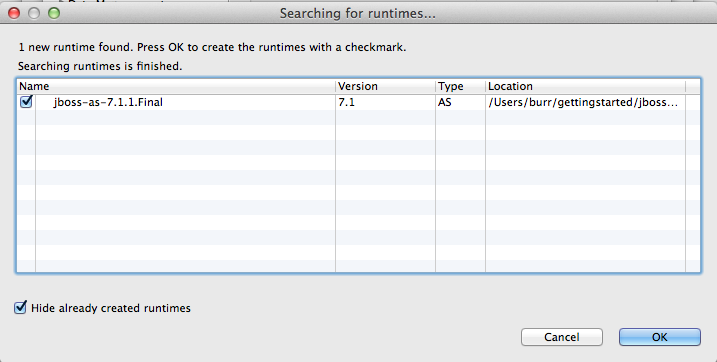 Searching for runtimes...
1 new runtime found. Press OK to create the runtimes with a checkmark.
Searching runtimes is finished.
Name Version Type Location
jboss-as-7.1.1.Final 7.1 AS /Users/burr/gettingstarted/jboss...
Hide already created runtimes
Cancel OK